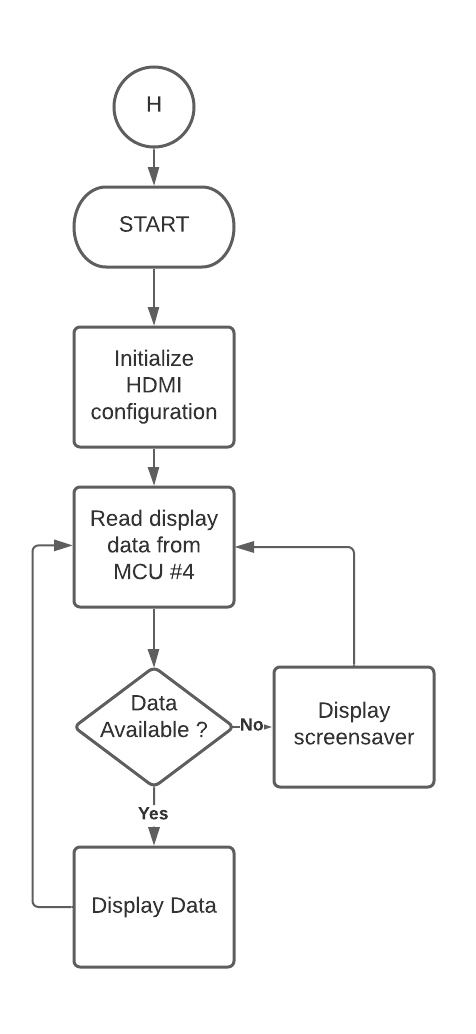 H
START
Initialize
HDMI
configuration
Read display
data from
MCU #4
Data
Available ?
No
Display
screensaver
Yes
Display Data